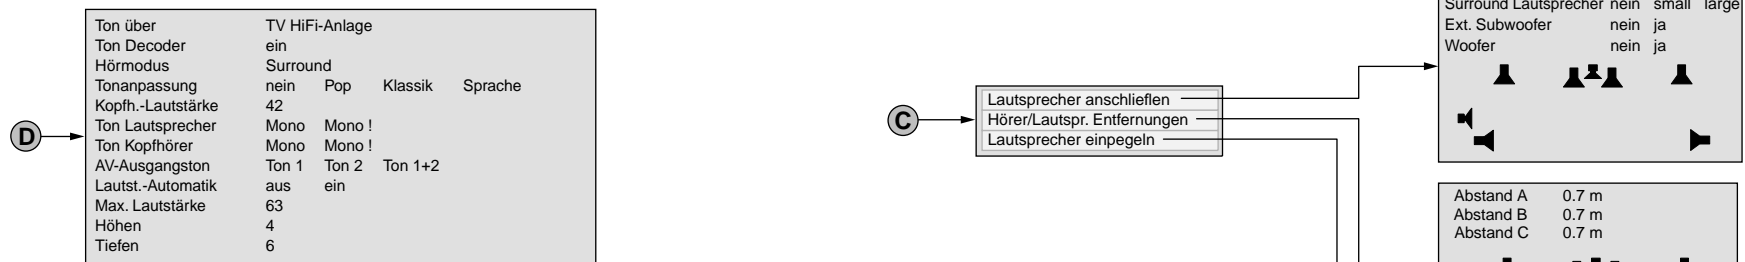 D
Ton über TV HiFi-Anlage
Ton Decoder ein
Hörmodus Surround
Tonanpassung nein Pop Klassik Sprache
Kopfh.-Lautstärke 42
Ton Lautsprecher Mono Mono !
Ton Kopfhörer Mono Mono !
AV-Ausgangston Ton 1 Ton 2 Ton 1+2
Lautst.-Automatik aus ein
Max. Lautstärke 63
Höhen 4
Tiefen 6
C
Lautsprecher anschlieflen
Hörer/Lautspr. Entfernungen
Lautsprecher einpegeln
Surround Lautsprecher nein small large
Ext. Subwoofer nein ja
Woofer nein ja
Abstand A 0.7 m
Abstand B 0.7 m
Abstand C 0.7 m